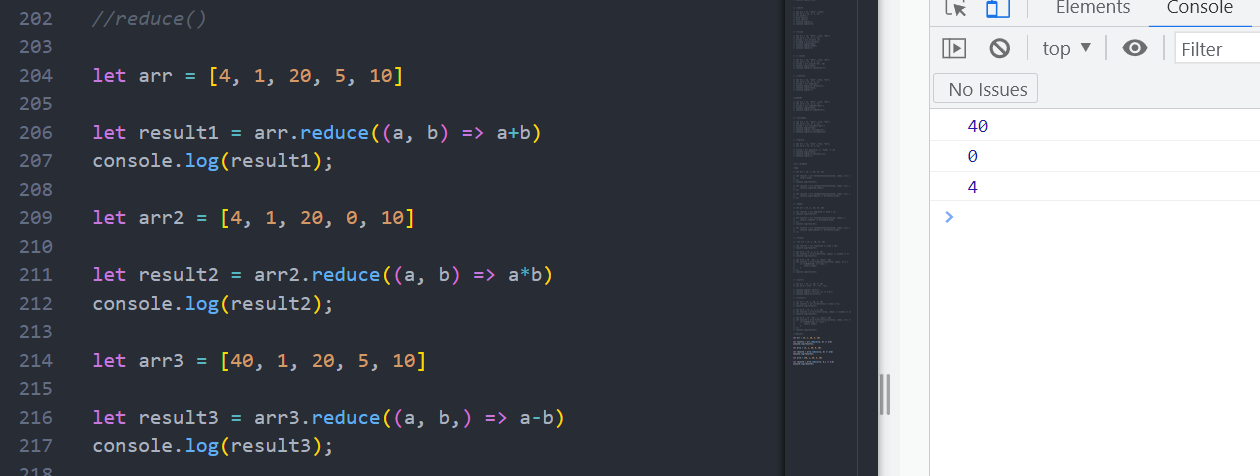 202 //reduce()
203
204 let arr = [4, 1, 20, 5, 10]
205
206 let result1 = arr.reduce((a, b) => a+b)
207 console.log(result1);
208
209 let arr2 = [4, 1, 20, 0, 10]
210
211 let result2 = arr2.reduce((a, b) => a*b)
212 console.log(result2);
213
214 let arr3 = [40, 1, 20, 5, 10]
215
216 let result3 = arr3.reduce((a, b,) => a-b)
217 console.log(result3);
218
Elements Console
top ▼ Filter
No Issues
40
0
4
>